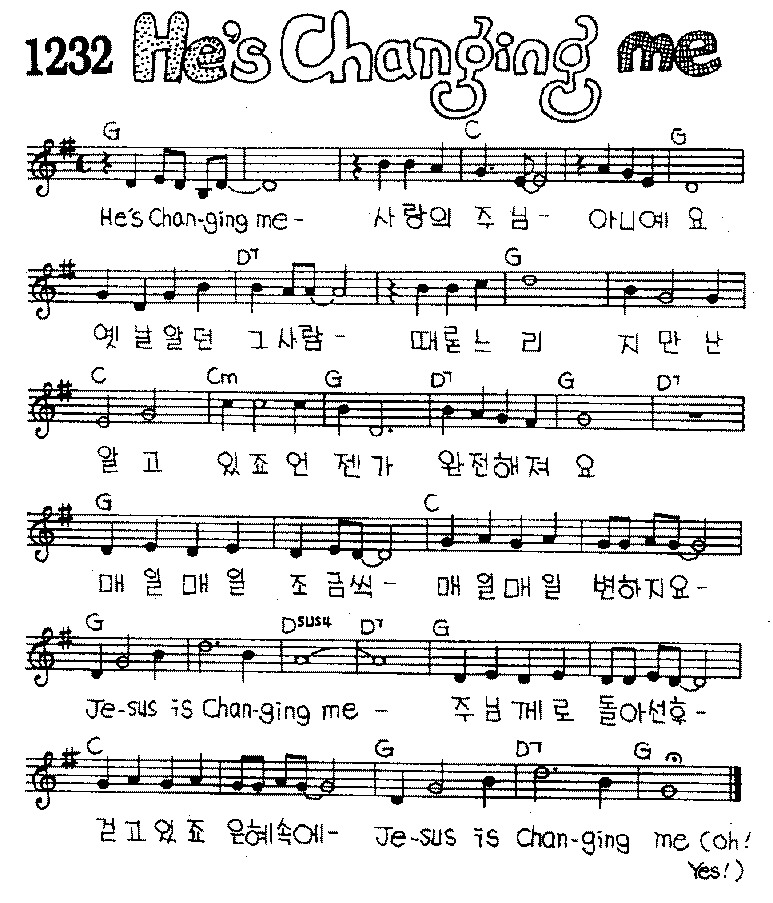 1232 He's Changing me
G C G
He's Chan-ging me - 사랑의 주 님 - 아니예 요
D7 G
옛 날 알 던 그 사람 - 때론 느 리 지 만 난
C Cm G D7 G D7
알 고 있 죠 언 젠 가 완전해져 요
G C
매 일 매 일 조 금씩 - 매 일 매 일 변하지요 -
G Dsus4 D7 G
Je-sus is Chan-ging me - 주 님 께 로 돌아선후 -
C G D7 G
걷 고 있 죠 은혜속에 - Je-sus is Chan-ging me (oh!
Yes!)